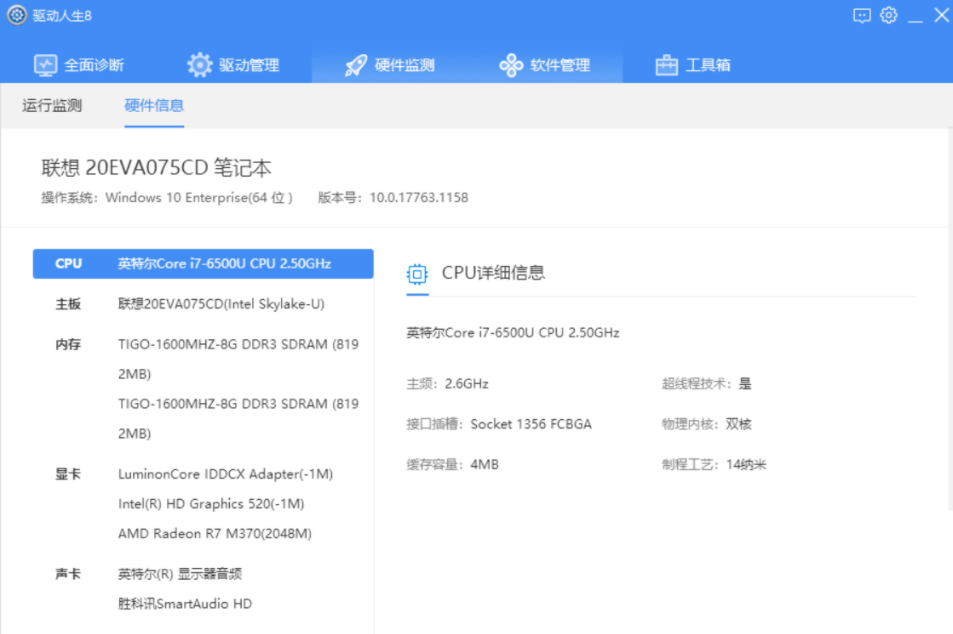 驱动人生8
全面诊断 驱动管理 硬件监测 软件管理 工具箱
运行监测 硬件信息
联想 20EVA075CD 笔记本
操作系统: Windows 10 Enterprise(64 位 ) 版本号: 10.0.17763.1158
CPU 英特尔Core i7-6500U CPU 2.50GHz
主板 联想20EVA075CD(Intel Skylake-U)
内存 TIGO-1600MHZ-8G DDR3 SDRAM (819
2MB)
TIGO-1600MHZ-8G DDR3 SDRAM (819
2MB)
显卡 LuminonCore IDDCX Adapter(-1M)
Intel(R) HD Graphics 520(-1M)
AMD Radeon R7 M370(2048M)
声卡 英特尔(R) 显示器音频
胜科讯SmartAudio HD
CPU详细信息
英特尔Core i7-6500U CPU 2.50GHz
主频: 2.6GHz 超线程技术: 是
接口插槽: Socket 1356 FCBGA 物理内核: 双核
缓存容量: 4MB 制程工艺: 14纳米